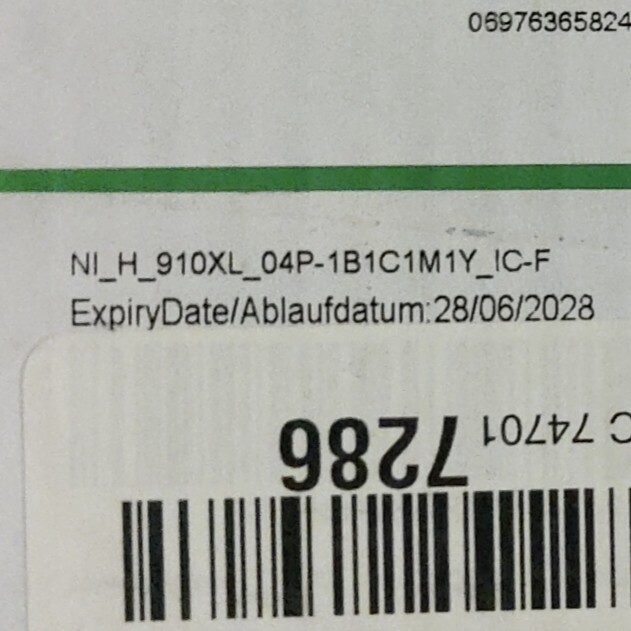 06976365824
NI_H_910XL_04P-1B1C1M1Y_IC-F
ExpiryDate/Ablaufdatum:28/06/2028
C 74701 7286